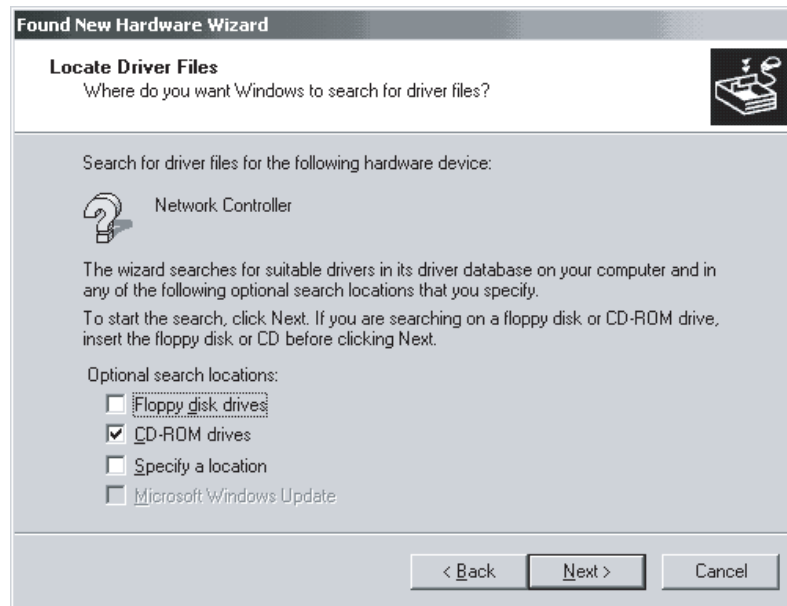 Found New Hardware Wizard
Locate Driver Files
Where do you want Windows to search for driver files?
Search for driver files for the following hardware device:
Network Controller
The wizard searches for suitable drivers in its driver database on your computer and in
any of the following optional search locations that you specify.
To start the search, click Next. If you are searching on a floppy disk or CD-ROM drive,
insert the floppy disk or CD before clicking Next.
Optional search locations:
Floppy disk drives
CD-ROM drives
Specify a location
Microsoft Windows Update
< Back Next > Cancel